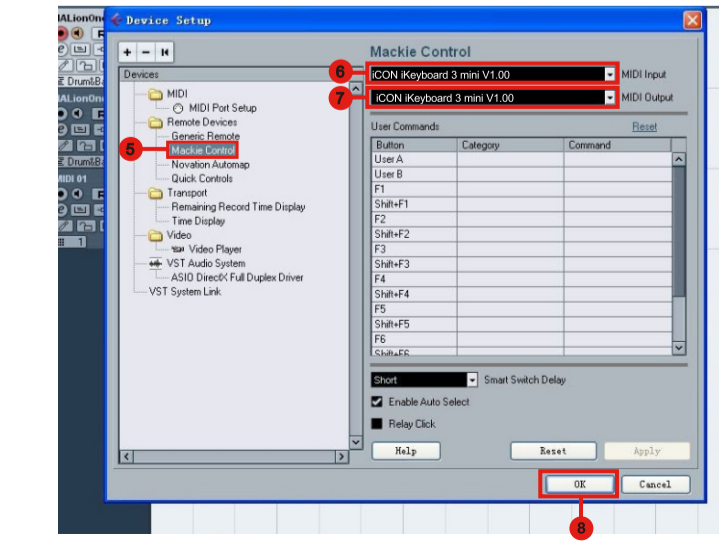 Device Setup
Devices
MIDI
MIDI Port Setup
Remote Devices
Generic Remote
5
Mackie Control
Novation Automap
Quick Controls
Transport
Remaining Record Time Display
Time Display
Video
Video Player
VST Audio System
ASIO DirectX Full Duplex Driver
VST System Link
Mackie Control
6
iCON iKeyboard 3 mini V1.00
MIDI Input
7
iCON iKeyboard 3 mini V1.00
MIDI Output
User Commands
Reset
Button Category Command
User A
User B
F1
Shift+F1
F2
Shift+F2
F3
Shift+F3
F4
Shift+F4
F5
Shift+F5
F6
Shift+F6
Short
Smart Switch Delay
Enable Auto Select
Relay Click
Help Reset Apply
OK Cancel
8
MIDI 01
1